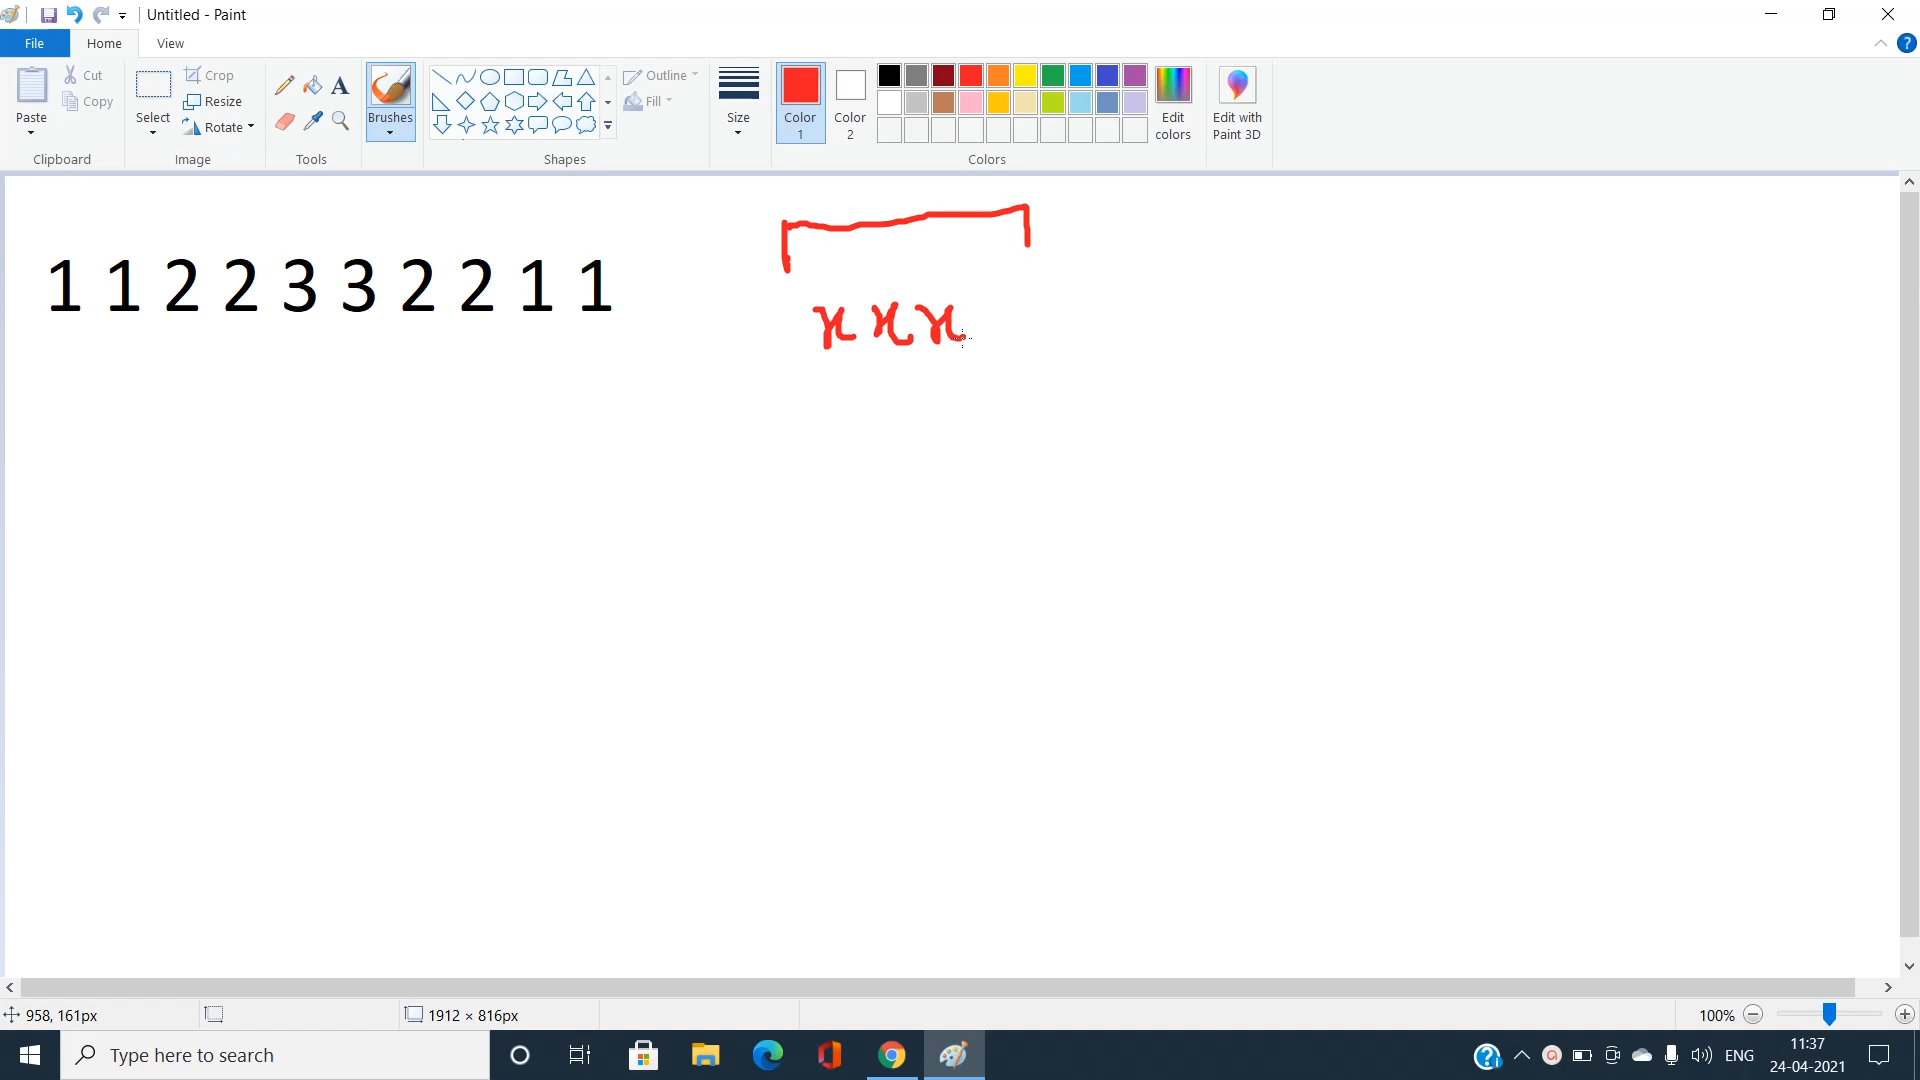 Untitled - Paint
File Home View
Paste
Cut
Copy
Clipboard
Select
Crop
Resize
Rotate
Image
A
Tools
Brushes
Shapes
Outline
Fill
Size
Color 1
Color 2
Colors
Edit colors
Edit with Paint 3D
1 1 2 2 3 3 2 2 1 1
x x x
958, 161px
1912 × 816px
100%
Type here to search
ENG
11:37
24-04-2021